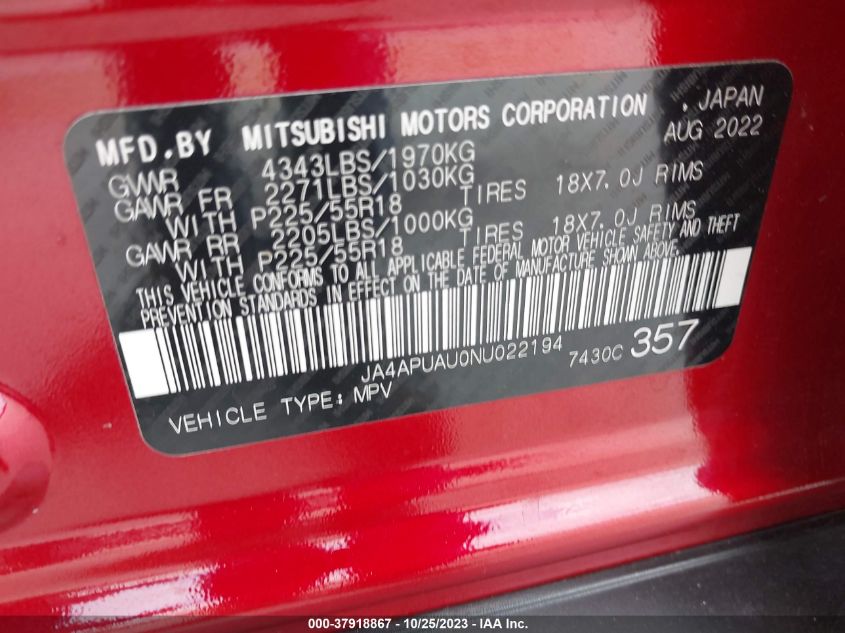 MFD.BY MITSUBISHI MOTORS CORPORATION , JAPAN
AUG 2022
GVWR 4343LBS/1970KG
GAWR FR 2271LBS/1030KG
WITH P225/55R18 TIRES 18X7.0J RIMS
GAWR RR 2205LBS/1000KG
WITH P225/55R18 TIRES 18X7.0J RIMS
THIS VEHICLE CONFORMS TO ALL APPLICABLE FEDERAL MOTOR VEHICLE SAFETY AND THEFT
PREVENTION STANDARDS IN EFFECT ON THE DATE OF MANUFACTURE SHOWN ABOVE.
JA4APUAU0NU022194 7430C 357
VEHICLE TYPE: MPV
000-37918867 - 10/25/2023 - IAA Inc.